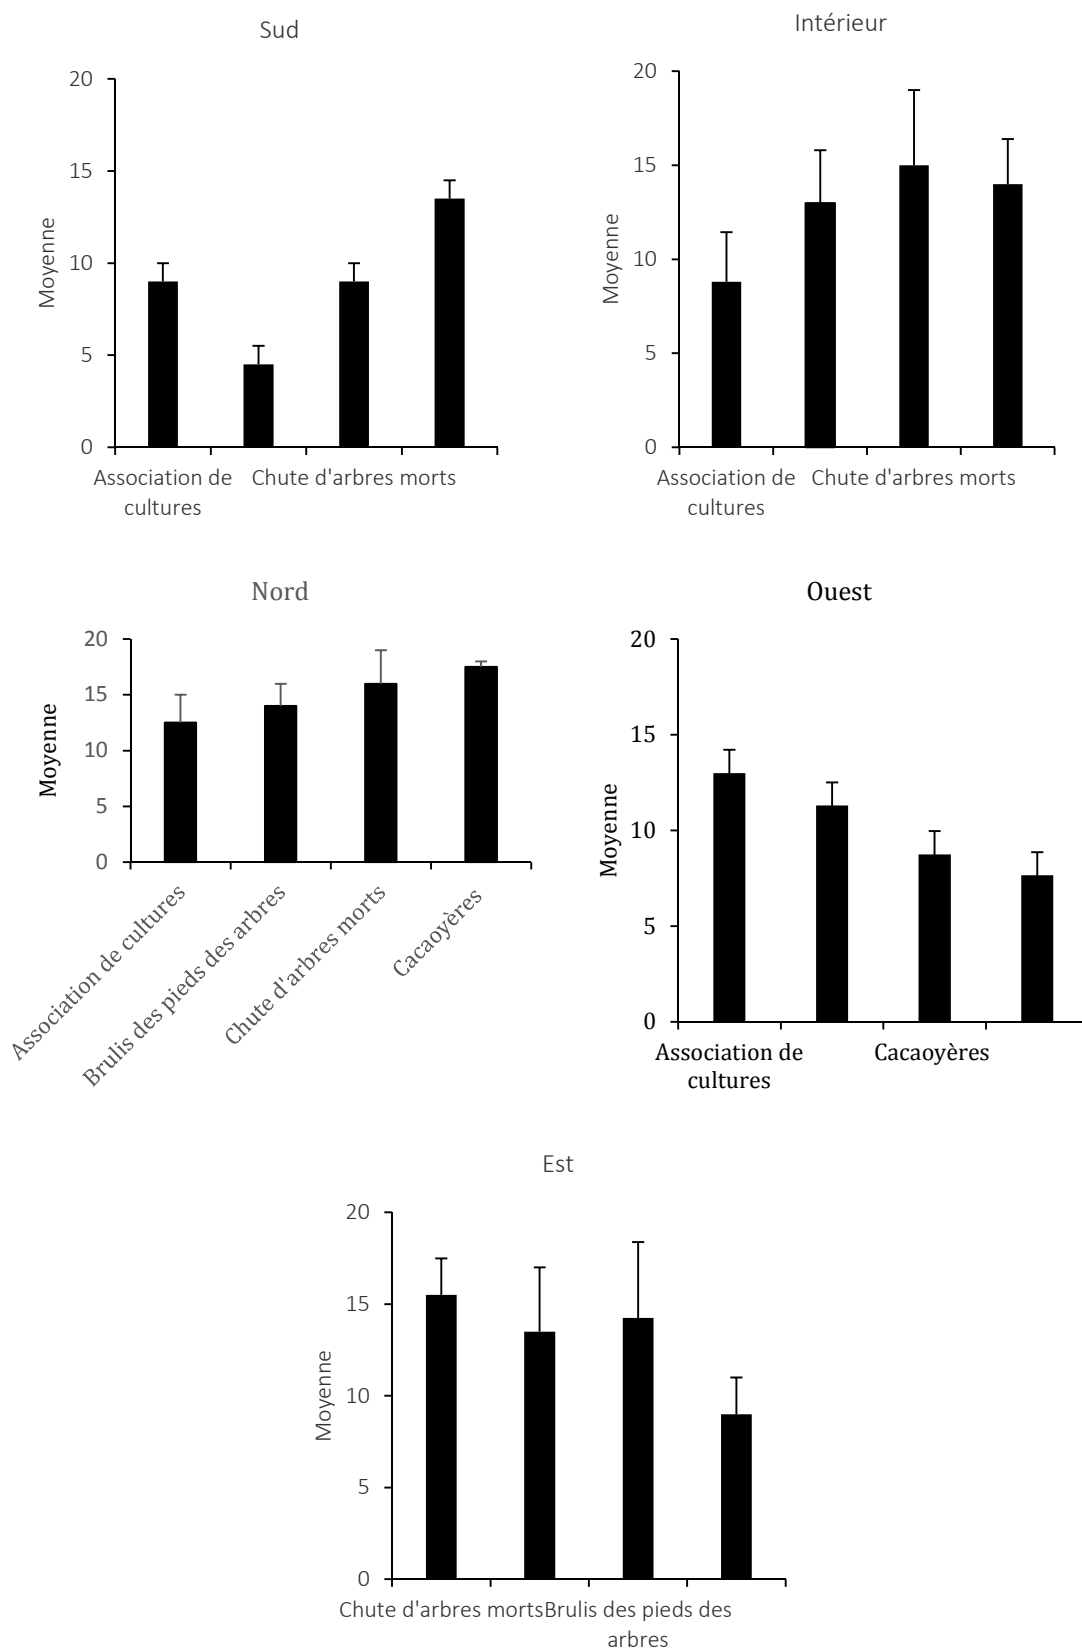 Sud
20
15
10
5
0
Moyenne
Association de
cultures
Chute d'arbres morts
Intérieur
20
15
10
5
0
Moyenne
Association de
cultures
Chute d'arbres morts
Nord
20
15
10
5
0
Moyenne
Association de cultures
Brulis des pieds des arbres
Chute d'arbres morts
Cacaoyères
Ouest
20
15
10
5
0
Moyenne
Association de
cultures
Cacaoyères
Est
20
15
10
5
0
Moyenne
Chute d'arbres morts
Brulis des pieds des
arbres